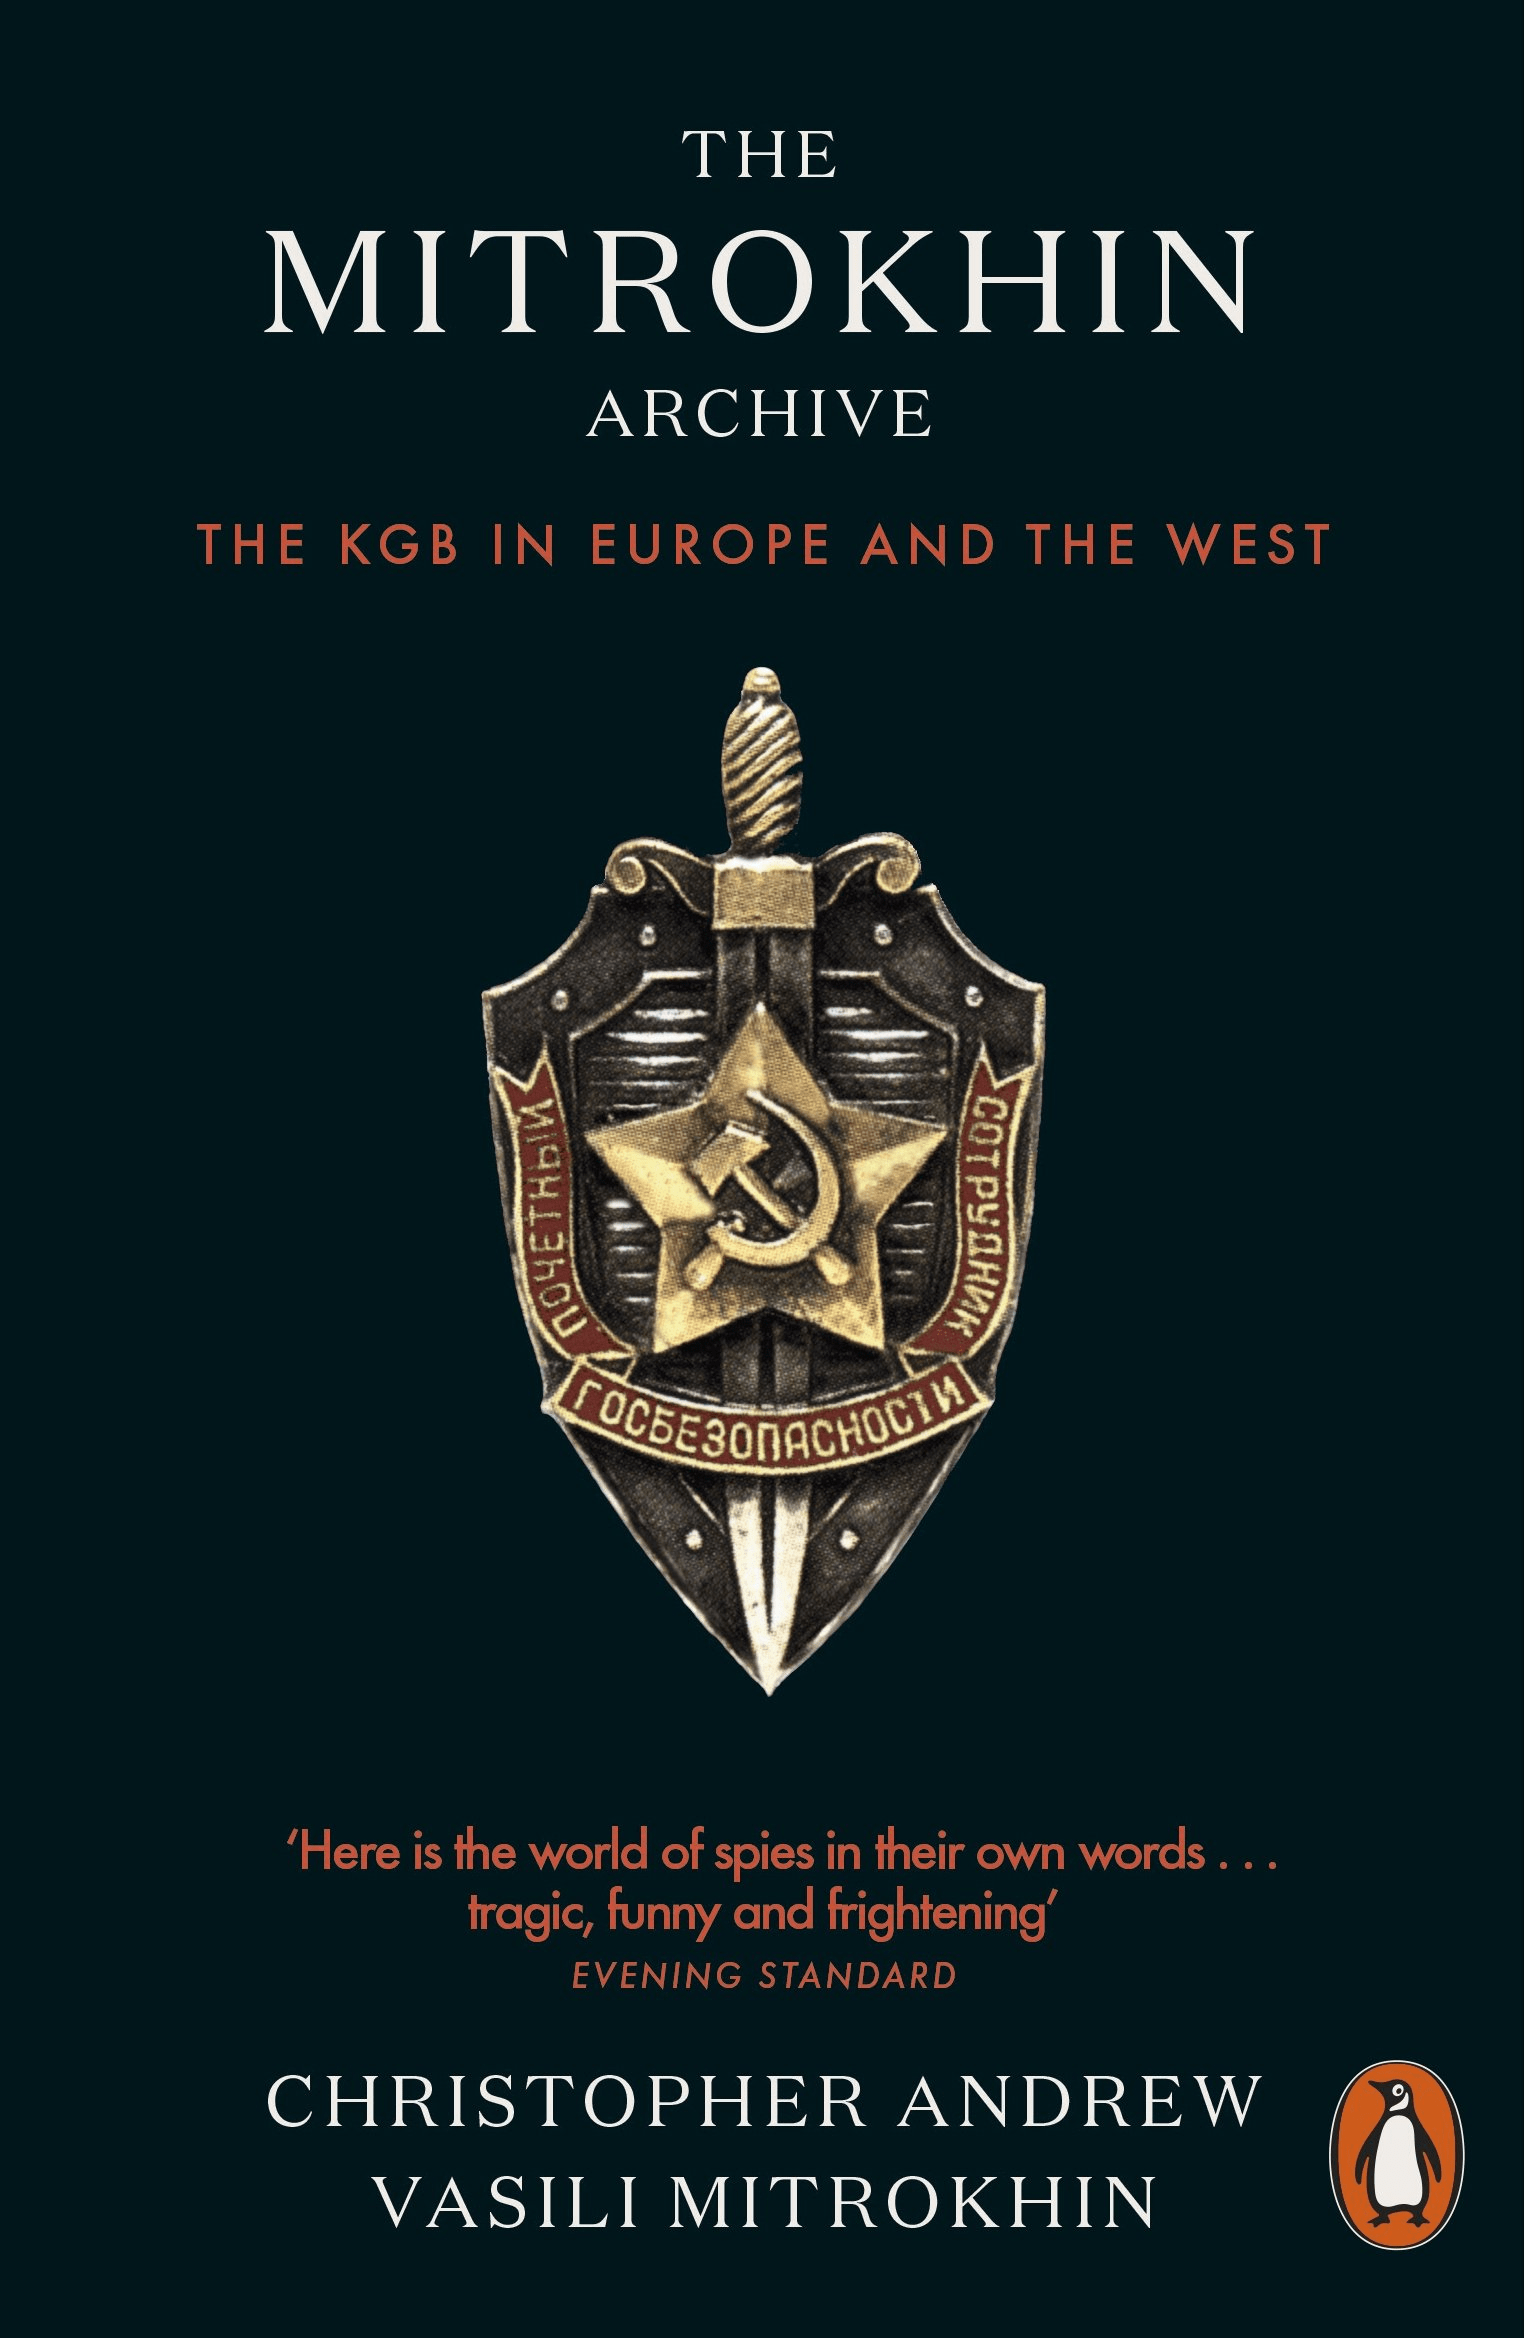 THE
MITROKHIN
ARCHIVE
THE KGB IN EUROPE AND THE WEST
ПОЧЕТНЫЙ
СОТРУДНИК
ГОСБЕЗОПАСНОСТИ
‘Here is the world of spies in their own words . . .
tragic, funny and frightening’
EVENING STANDARD
CHRISTOPHER ANDREW
VASILI MITROKHIN